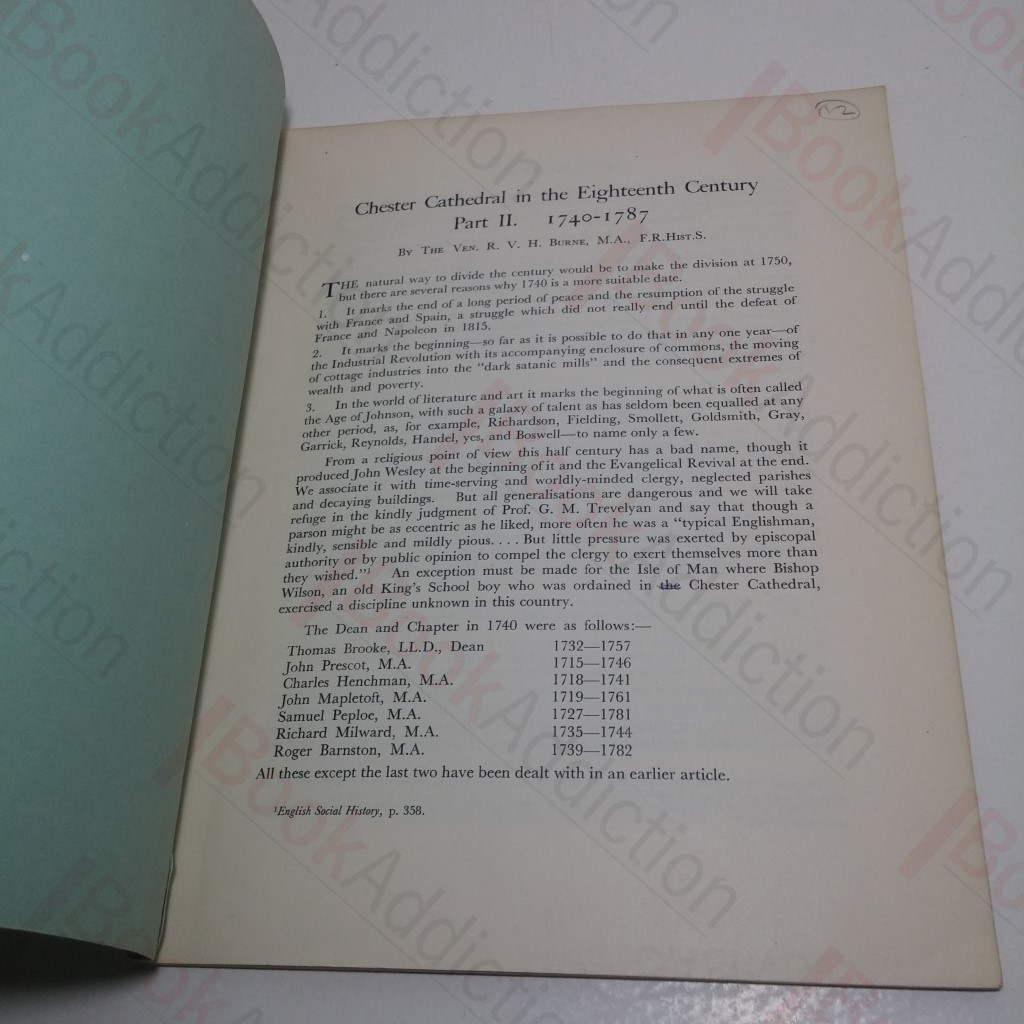 12
Chester Cathedral in the Eighteenth Century
Part II. 1740-1787
By The Ven. R. V. H. Burne, M.A., F.R.Hist.S.
THE natural way to divide the century would be to make the division at 1750,
but there are several reasons why 1740 is a more suitable date.
1. It marks the end of a long period of peace and the resumption of the struggle
with France and Spain, a struggle which did not really end until the defeat of
France and Napoleon in 1815.
2. It marks the beginning—so far as it is possible to do that in any one year—of
the Industrial Revolution with its accompanying enclosure of commons, the moving
of cottage industries into the "dark satanic mills" and the consequent extremes of
wealth and poverty.
3. In the world of literature and art it marks the beginning of what is often called
the Age of Johnson, with such a galaxy of talent as has seldom been equalled at any
other period, as, for example, Richardson, Fielding, Smollett, Goldsmith, Gray,
Garrick, Reynolds, Handel, yes, and Boswell—to name only a few.
From a religious point of view this half century has a bad name, though it
produced John Wesley at the beginning of it and the Evangelical Revival at the end.
We associate it with time-serving and worldly-minded clergy, neglected parishes
and decaying buildings. But all generalisations are dangerous and we will take
refuge in the kindly judgment of Prof. G. M. Trevelyan and say that though a
parson might be as eccentric as he liked, more often he was a "typical Englishman,
kindly, sensible and mildly pious. . . . But little pressure was exerted by episcopal
authority or by public opinion to compel the clergy to exert themselves more than
they wished."¹ An exception must be made for the Isle of Man where Bishop
Wilson, an old King's School boy who was ordained in the Chester Cathedral,
exercised a discipline unknown in this country.
The Dean and Chapter in 1740 were as follows:—
Thomas Brooke, LL.D., Dean 1732—1757
John Prescot, M.A. 1715—1746
Charles Henchman, M.A. 1718—1741
John Mapletoft, M.A. 1719—1761
Samuel Peploe, M.A. 1727—1781
Richard Milward, M.A. 1735—1744
Roger Barnston, M.A. 1739—1782
All these except the last two have been dealt with in an earlier article.
¹English Social History, p. 358.
BookAddiction